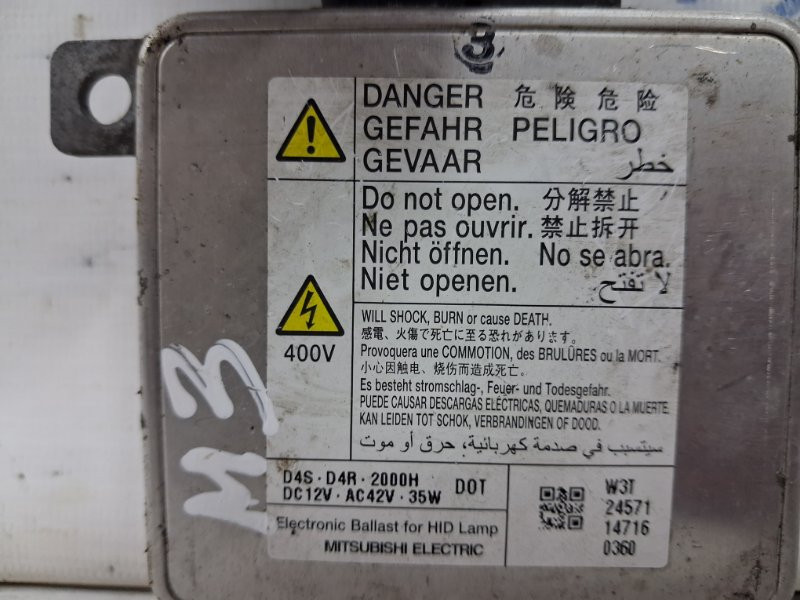 3
DANGER 危 険 危 险
GEFAHR PELIGRO
GEVAAR خطر
Do not open. 分解禁止
Ne pas ouvrir. 禁止拆开
Nicht öffnen. No se abra.
Niet openen. لا تفتح
400V
WILL SHOCK, BURN or cause DEATH.
感電、火傷で死亡に至る恐れがあります。
Provoquera une COMMOTION, des BRULÛRES ou la MORT.
小心因触电、烧伤而造成死亡。
Es besteht stromschlag-, Feuer- und Todesgefahr.
PUEDE CAUSAR DESCARGAS ELÉCTRICAS, QUEMADURAS O LA MUERTE
KAN LEIDEN TOT SCHOK, VERBRANDINGEN OF DOOD.
سيتسبب في صدمة كهربائية، حرق أو موت
M3
D4S · D4R · 2000H DOT
DC12V · AC42V · 35W
Electronic Ballast for HID Lamp
MITSUBISHI ELECTRIC
W3T
24571
14716
0360